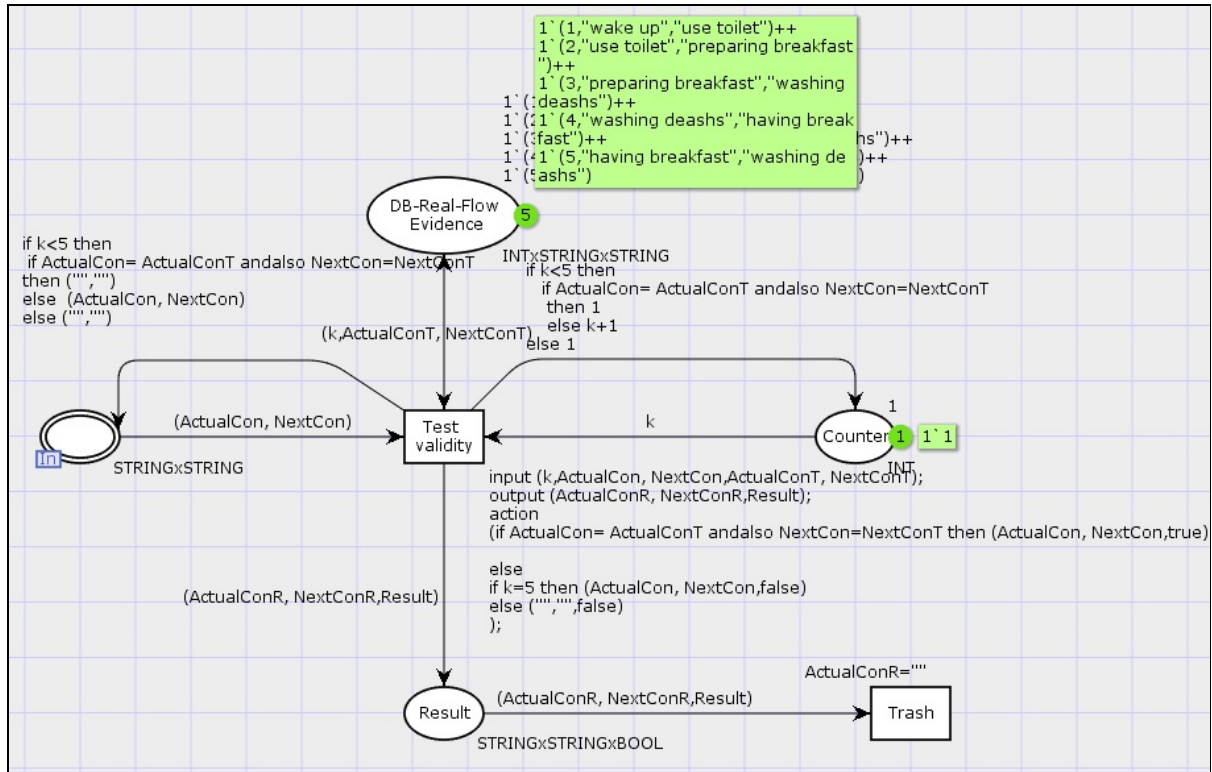 1`(1,"wake up","use toilet")++
1`(2,"use toilet","preparing breakfast
")++
1`(3,"preparing breakfast","washing
deashs")++
1`(4,"washing deashs","having break
fast")++
1`(5,"having breakfast","washing de
ashs")
hs")++
)++
)
DB-Real-Flow
Evidence
5
INTxSTRINGxSTRING
if k<5 then
if ActualCon= ActualConT andalso NextCon=NextConT
then ("","")
else (ActualCon, NextCon)
else ("","")
if k<5 then
if ActualCon= ActualConT andalso NextCon=NextConT
then 1
else k+1
else 1
(k,ActualConT, NextConT)
(ActualCon, NextCon)
In
STRINGxSTRING
Test
validity
k
1
Counter
1
1`1
INT
input (k,ActualCon, NextCon,ActualConT, NextConT);
output (ActualConR, NextConR,Result);
action
(if ActualCon= ActualConT andalso NextCon=NextConT then (ActualCon, NextCon,true)
else
if k=5 then (ActualCon, NextCon,false)
else ("","",false)
);
(ActualConR, NextConR,Result)
Result
(ActualConR, NextConR,Result)
STRINGxSTRINGxBOOL
ActualConR=""
Trash